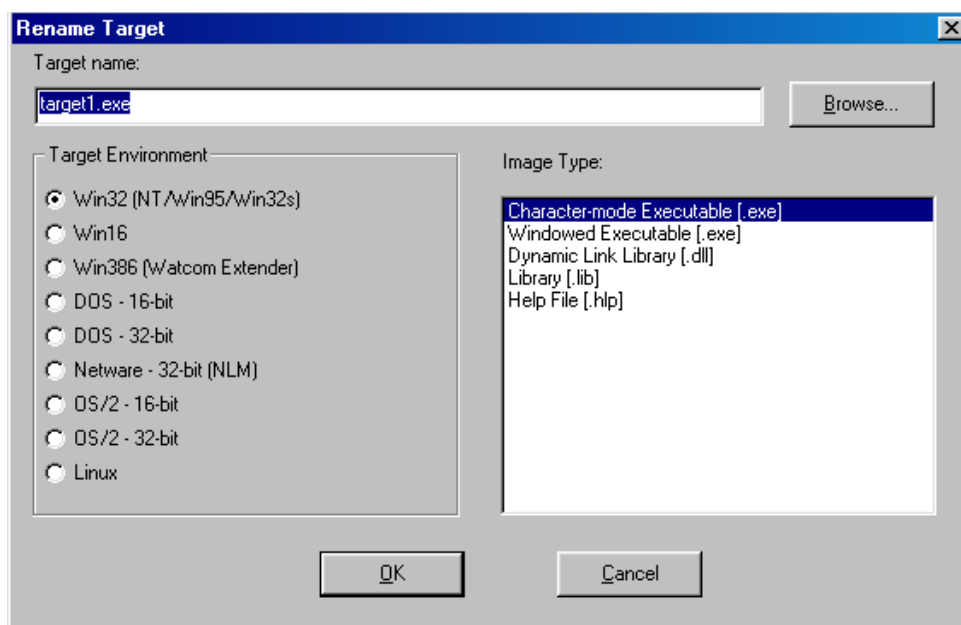 Rename Target
Target name:
target1.exe
Browse...
Target Environment
Win32 (NT/Win95/Win32s)
Win16
Win386 (Watcom Extender)
DOS - 16-bit
DOS - 32-bit
Netware - 32-bit (NLM)
OS/2 - 16-bit
OS/2 - 32-bit
Linux
Image Type:
Character-mode Executable [.exe]
Windowed Executable [.exe]
Dynamic Link Library [.dll]
Library [.lib]
Help File [.hlp]
OK
Cancel